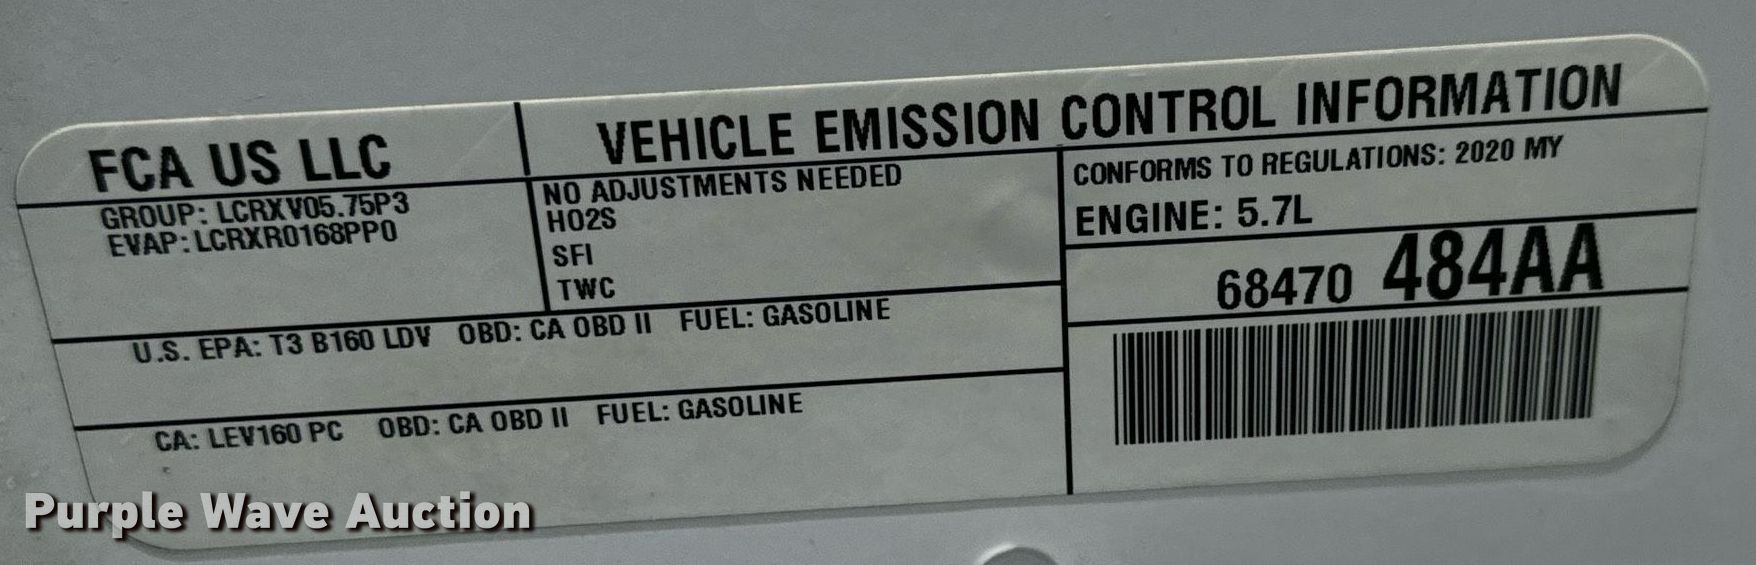 FCA US LLC
VEHICLE EMISSION CONTROL INFORMATION
GROUP: LCRXV05.75P3
EVAP: LCRXR0168PP0
NO ADJUSTMENTS NEEDED
HO2S
SFI
TWC
CONFORMS TO REGULATIONS: 2020 MY
ENGINE: 5.7L
68470 484AA
U.S. EPA: T3 B160 LDV OBD: CA OBD II FUEL: GASOLINE
CA: LEV160 PC OBD: CA OBD II FUEL: GASOLINE
Purple Wave Auction